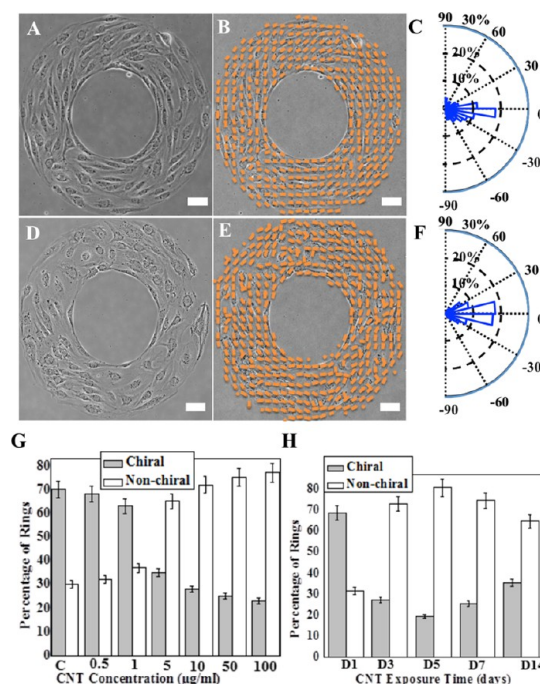 A
B
C
90
30%
60
20%
30
10%
0
-30
-60
-90
D
E
F
90
30%
60
20%
30
10%
0
-30
-60
-90
G
Chiral
Non-chiral
Percentage of Rings
80
70
60
50
40
30
20
10
0
C 0.5 1 5 10 50 100
CNT Concentration (µg/ml)
H
Chiral
Non-chiral
Percentage of Rings
80
70
60
50
40
30
20
10
0
D1 D3 D5 D7 D14
CNT Exposure Time (days)